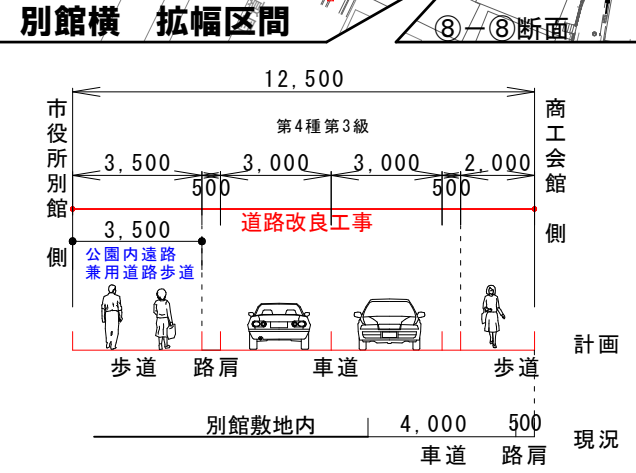 別館横 拡幅区間
⑧－⑧断面
12,500
市役所別館側
商工会館側
第4種第3級
3,500
3,000
3,000
2,000
500
500
道路改良工事
3,500
公園内遠路
兼用道路歩道
計画
歩道
路肩
車道
歩道
別館敷地内
4,000
500
現況
車道
路肩